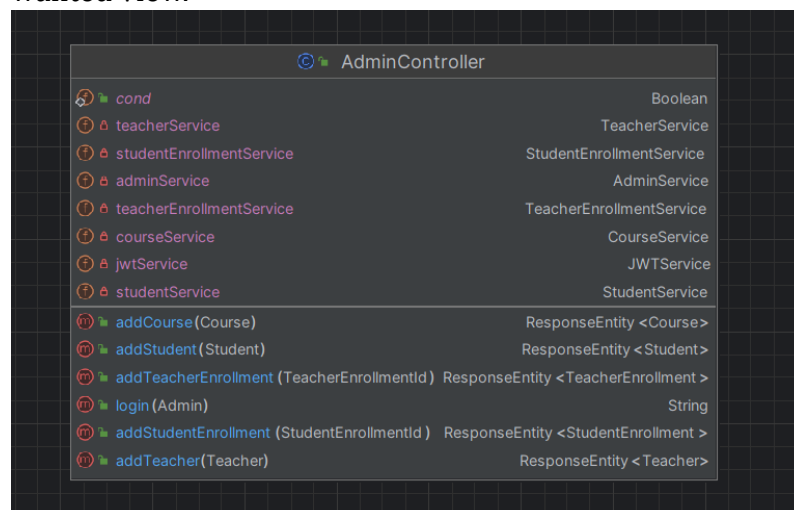 AdminController
cond Boolean
teacherService TeacherService
studentEnrollmentService StudentEnrollmentService
adminService AdminService
teacherEnrollmentService TeacherEnrollmentService
courseService CourseService
jwtService JWTService
studentService StudentService
addCourse(Course) ResponseEntity <Course>
addStudent(Student) ResponseEntity <Student>
addTeacherEnrollment (TeacherEnrollmentId) ResponseEntity <TeacherEnrollment >
login(Admin) String
addStudentEnrollment (StudentEnrollmentId) ResponseEntity <StudentEnrollment >
addTeacher(Teacher) ResponseEntity <Teacher>